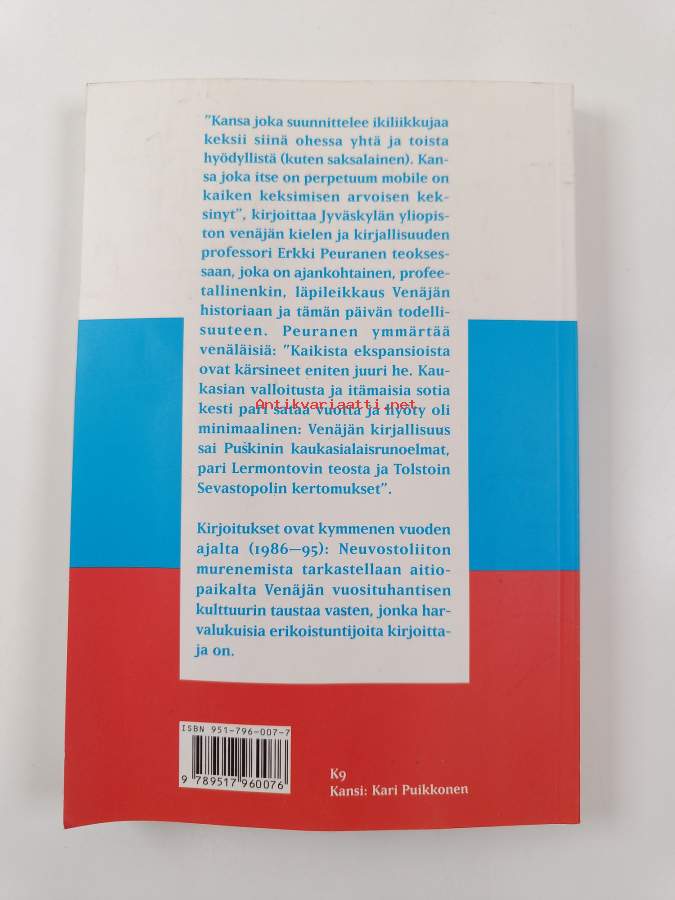 ”Kansa joka suunnittelee ikiliikkujaa
keksii siinä ohessa yhtä ja toista
hyödyllistä (kuten saksalainen). Kan-
sa joka itse on perpetuum mobile on
kaiken keksimisen arvoisen kek-
sinyt”, kirjoittaa Jyväskylän yliopis-
ton venäjän kielen ja kirjallisuuden
professori Erkki Peuranen teokses-
saan, joka on ajankohtainen, profee-
tallinenkin, läpileikkaus Venäjän
historiaan ja tämän päivän todelli-
suuteen. Peuranen ymmärtää
venäläisiä: ”Kaikista ekspansioista
ovat kärsineet eniten juuri he. Kau-
kasian valloitusta ja itämaisia sotia
Antikvariaatti.net
kesti pari sataa vuotta ja hyöty oli
minimaalinen: Venäjän kirjallisuus
sai Puškinin kaukasialaisrunoelmat,
pari Lermontovin teosta ja Tolstoin
Sevastopolin kertomukset”.
Kirjoitukset ovat kymmenen vuoden
ajalta (1986—95): Neuvostoliiton
murenemista tarkastellaan aitio-
paikalta Venäjän vuosituhantisen
kulttuurin taustaa vasten, jonka har-
valukuisia erikoistuntijoita kirjoitta-
ja on.
ISBN 951-796-007-7
9 789517 960076
K9
Kansi: Kari Puikkonen